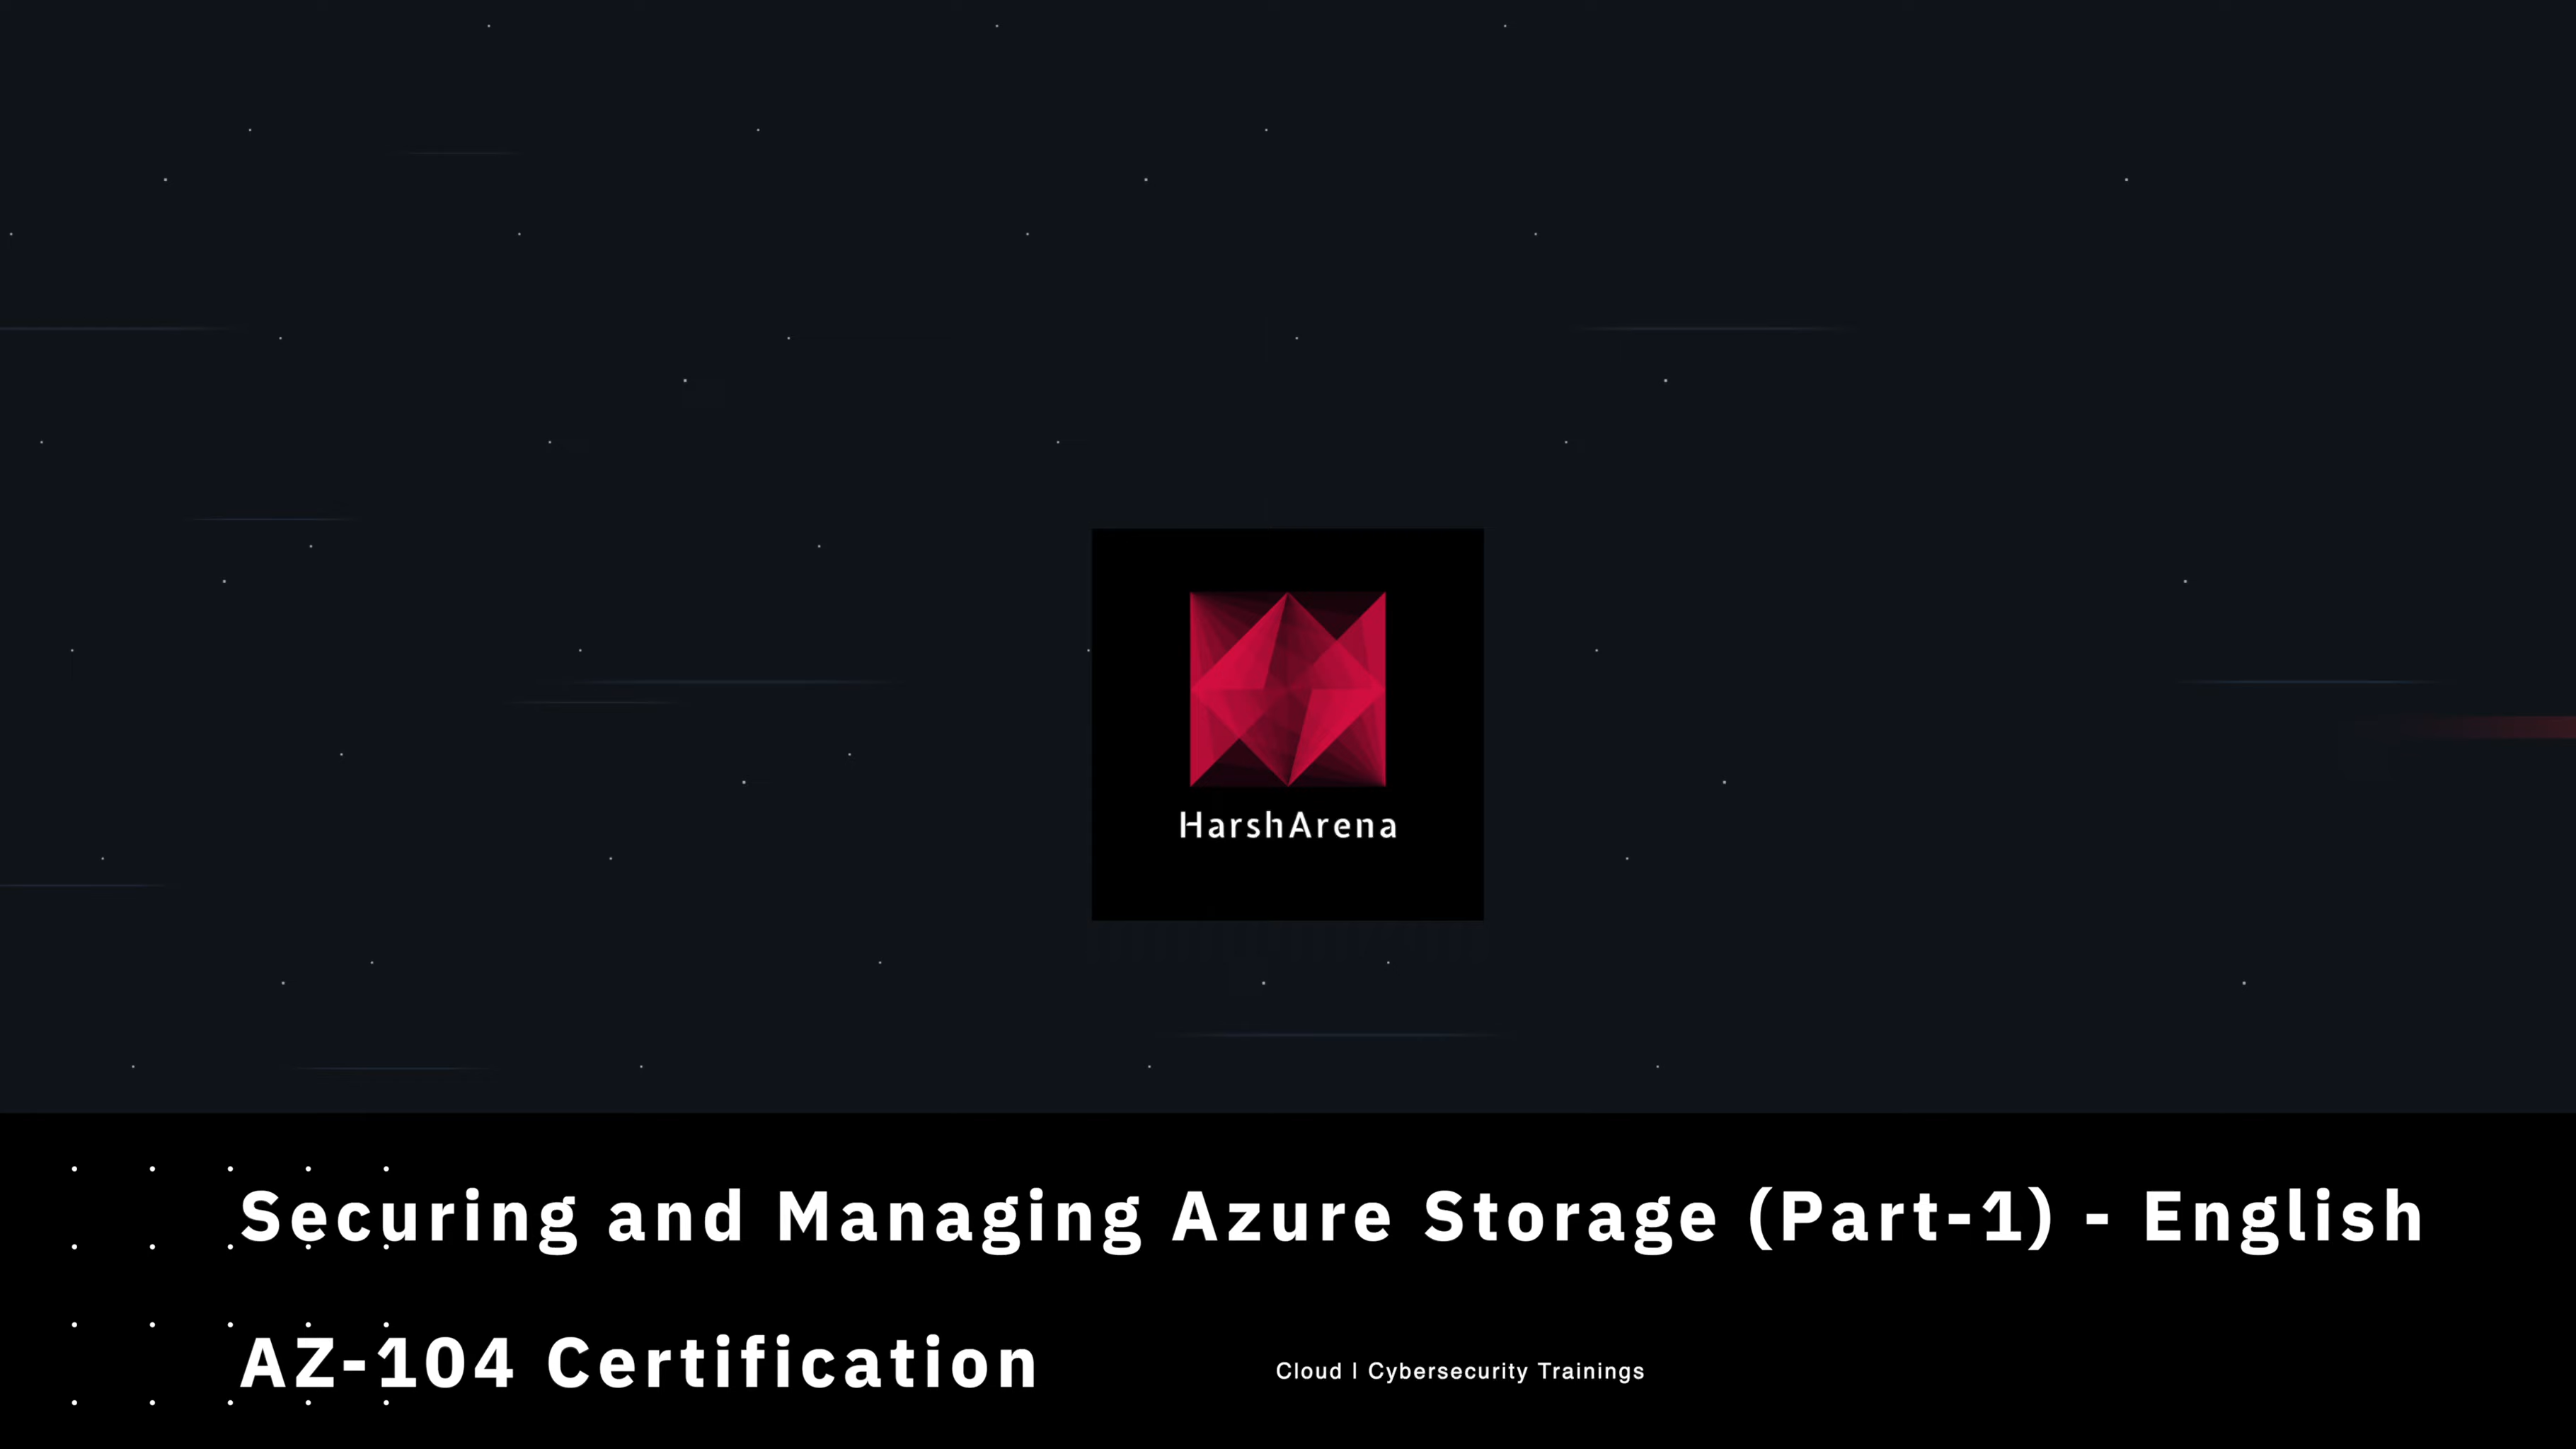 HarshArena
Securing and Managing Azure Storage (Part-1) - English
AZ-104 Certification
Cloud | Cybersecurity Trainings